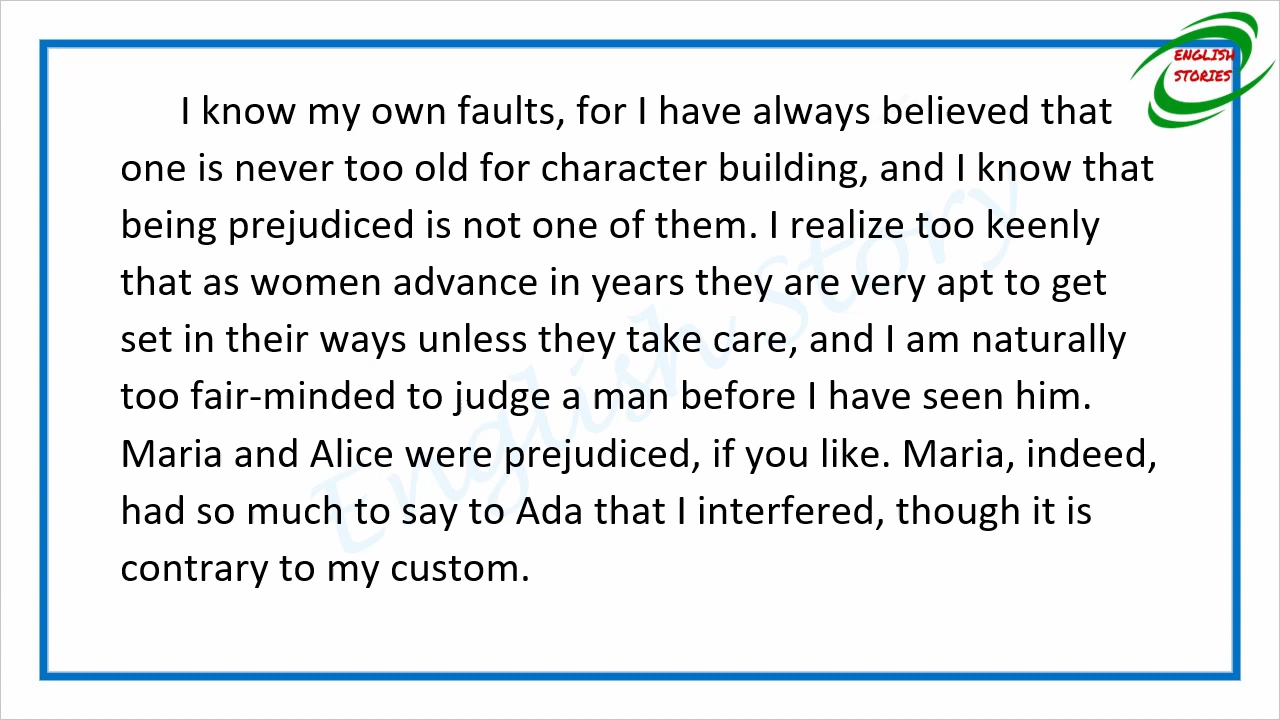 ENGLISH
STORIES
I know my own faults, for I have always believed that
one is never too old for character building, and I know that
being prejudiced is not one of them. I realize too keenly
that as women advance in years they are very apt to get
set in their ways unless they take care, and I am naturally
too fair-minded to judge a man before I have seen him.
Maria and Alice were prejudiced, if you like. Maria, indeed,
had so much to say to Ada that I interfered, though it is
contrary to my custom.
English Story